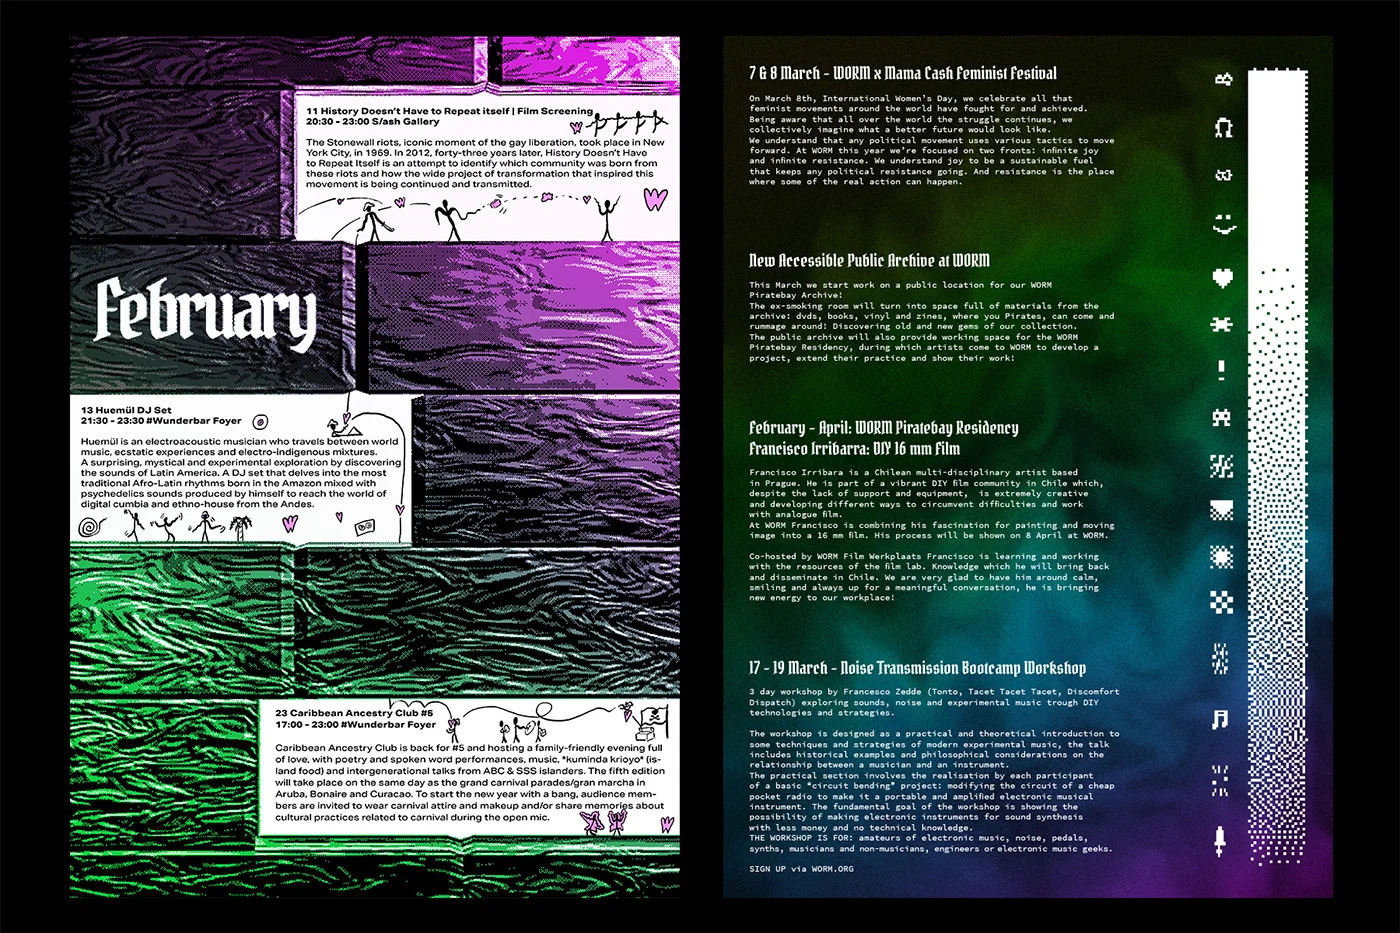 11 History Doesn't Have to Repeat itself | Film Screening
20:30 - 23:00 S/ash Gallery
The Stonewall riots, iconic moment of the gay liberation, took place in New
York City, in 1969. In 2012, forty-three years later, History Doesn't Have
to Repeat Itself is an attempt to identify which community was born from
these riots and how the wide project of transformation that inspired this
movement is being continued and transmitted.
February
13 Huemül DJ Set
21:30 - 23:30 #Wunderbar Foyer
Huemül is an electroacoustic musician who travels between world
music, ecstatic experiences and electro-indigenous mixtures.
A surprising, mystical and experimental exploration by discovering
the sounds of Latin America. A DJ set that delves into the most
traditional Afro-Latin rhythms born in the Amazon mixed with
psychedelics sounds produced by himself to reach the world of
digital cumbia and ethno-house from the Andes.
23 Caribbean Ancestry Club #5
17:00 - 23:00 #Wunderbar Foyer
Caribbean Ancestry Club is back for #5 and hosting a family-friendly evening full
of love, with poetry and spoken word performances, music, *kuminda krioyo* (is-
land food) and intergenerational talks from ABC & SSS islanders. The fifth edition
will take place on the same day as the grand carnival parades/gran marcha in
Aruba, Bonaire and Curacao. To start the new year with a bang, audience mem-
bers are invited to wear carnival attire and makeup and/or share memories about
cultural practices related to carnival during the open mic.
7 & 8 March - WORM x Mama Cash Feminist Festival
On March 8th, International Women's Day, we celebrate all that
feminist movements around the world have fought for and achieved.
Being aware that all over the world the struggle continues, we
collectively imagine what a better future would look like.
We understand that any political movement uses various tactics to move
forward. At WORM this year we're focused on two fronts: infinite joy
and infinite resistance. We understand joy to be a sustainable fuel
that keeps any political resistance going. And resistance is the place
where some of the real action can happen.
New Accessible Public Archive at WORM
This March we start work on a public location for our WORM
Piratebay Archive!
The ex-smoking room will turn into space full of materials from the
archive: dvds, books, vinyl and zines, where you Pirates, can come and
rummage around! Discovering old and new gems of our collection.
The public archive will also provide working space for the WORM
Piratebay Residency, during which artists come to WORM to develop a
project, extend their practice and show their work!
February - April: WORM Piratebay Residency
Francisco Irribarra: DIY 16 mm Film
Francisco Irribara is a Chilean multi-disciplinary artist based
in Prague. He is part of a vibrant DIY film community in Chile which,
despite the lack of support and equipment,  is extremely creative
and developing different ways to circumvent difficulties and work
with analogue film.
At WORM Francisco is combining his fascination for painting and moving
image into a 16 mm film. His process will be shown on 8 April at WORM.
Co-hosted by WORM Film Werkplaats Francisco is learning and working
with the resources of the film lab. Knowledge which he will bring back
and disseminate in Chile. We are very glad to have him around calm,
smiling and always up for a meaningful conversation, he is bringing
new energy to our workplace!
17 - 19 March - Noise Transmission Bootcamp Workshop
3 day workshop by Francesco Zedde (Tonto, Tacet Tacet Tacet, Discomfort
Dispatch) exploring sounds, noise and experimental music trough DIY
technologies and strategies.
The workshop is designed as a practical and theoretical introduction to
some techniques and strategies of modern experimental music, the talk
includes historical examples and philosophical considerations on the
relationship between a musician and an instrument.
The practical section involves the realisation by each participant
of a basic "circuit bending" project: modifying the circuit of a cheap
pocket radio to make it a portable and amplified electronic musical
instrument. The fundamental goal of the workshop is showing the
possibility of making electronic instruments for sound synthesis
with less money and no technical knowledge.
THE WORKSHOP IS FOR: amateurs of electronic music, noise, pedals,
synths, musicians and non-musicians, engineers or electronic music geeks.
SIGN UP via WORM.ORG